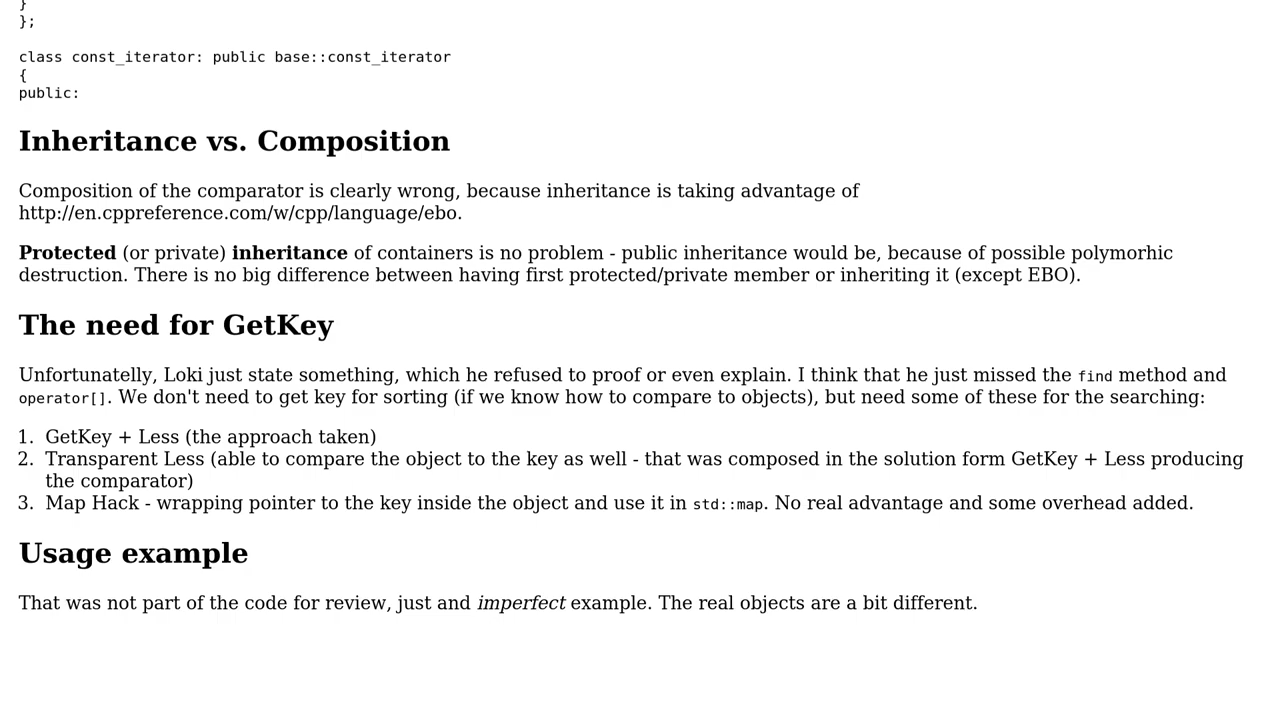 }
};
class const_iterator: public base::const_iterator
{
public:
Inheritance vs. Composition
Composition of the comparator is clearly wrong, because inheritance is taking advantage of
http://en.cppreference.com/w/cpp/language/ebo.
Protected (or private) inheritance of containers is no problem - public inheritance would be, because of possible polymorhic
destruction. There is no big difference between having first protected/private member or inheriting it (except EBO).
The need for GetKey
Unfortunatelly, Loki just state something, which he refused to proof or even explain. I think that he just missed the find method and
operator[]. We don't need to get key for sorting (if we know how to compare to objects), but need some of these for the searching:
1. GetKey + Less (the approach taken)
2. Transparent Less (able to compare the object to the key as well - that was composed in the solution form GetKey + Less producing
the comparator)
3. Map Hack - wrapping pointer to the key inside the object and use it in std::map. No real advantage and some overhead added.
Usage example
That was not part of the code for review, just and imperfect example. The real objects are a bit different.